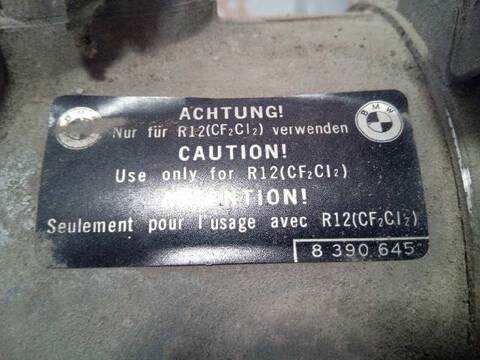 ACHTUNG!
Nur für R12(CF₂Cl₂) verwenden
BMW
CAUTION!
Use only for R12(CF₂Cl₂)
ATTENTION!
Seulement pour l'usage avec R12(CF₂Cl₂)
8 390 645